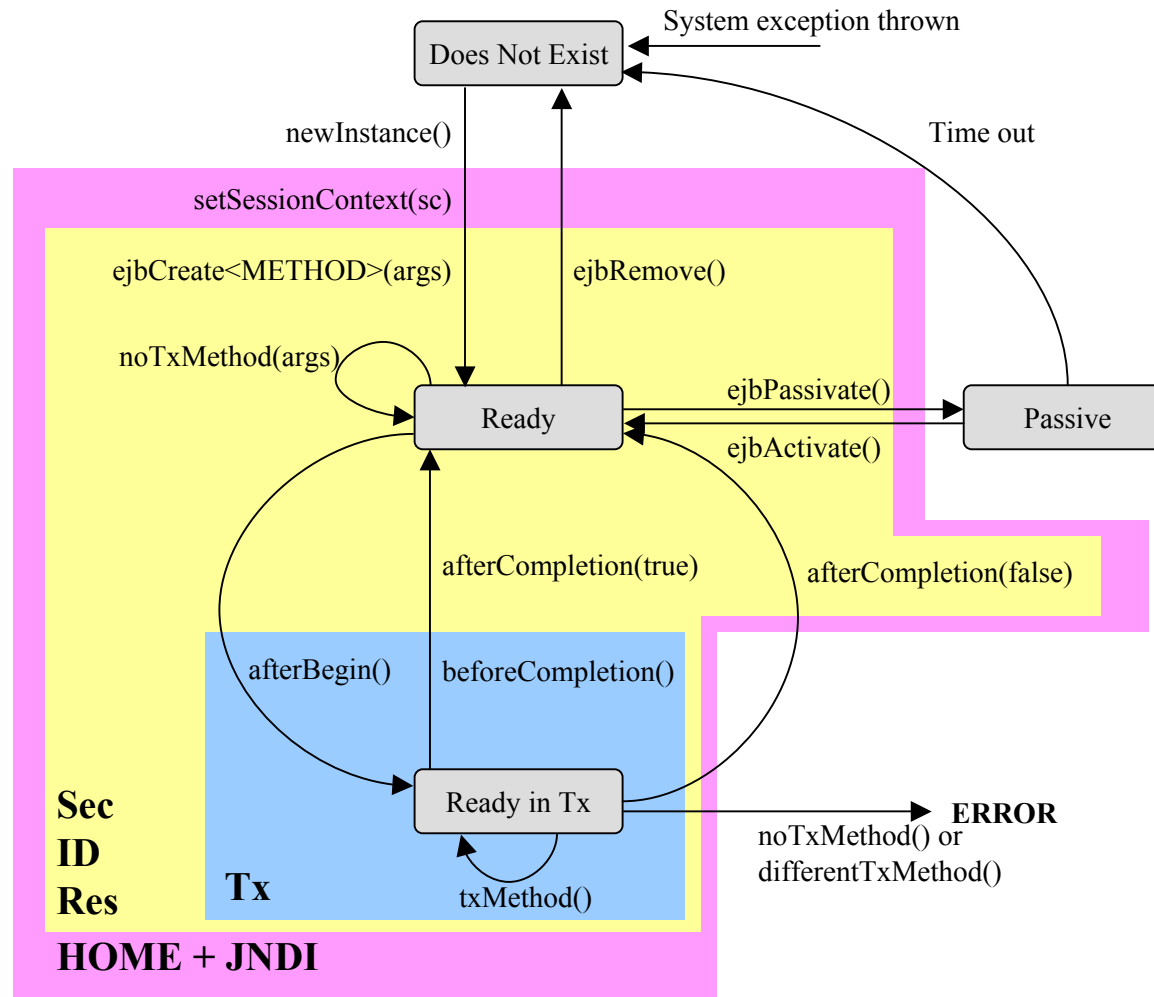 System exception thrown
Does Not Exist
newInstance()
Time out
setSessionContext(sc)
ejbCreate<METHOD>(args)
ejbRemove()
noTxMethod(args)
Ready
ejbPassivate()
ejbActivate()
Passive
afterCompletion(true)
afterCompletion(false)
afterBegin()
beforeCompletion()
Ready in Tx
ERROR
noTxMethod() or
differentTxMethod()
txMethod()
Sec
ID
Res
Tx
HOME + JNDI